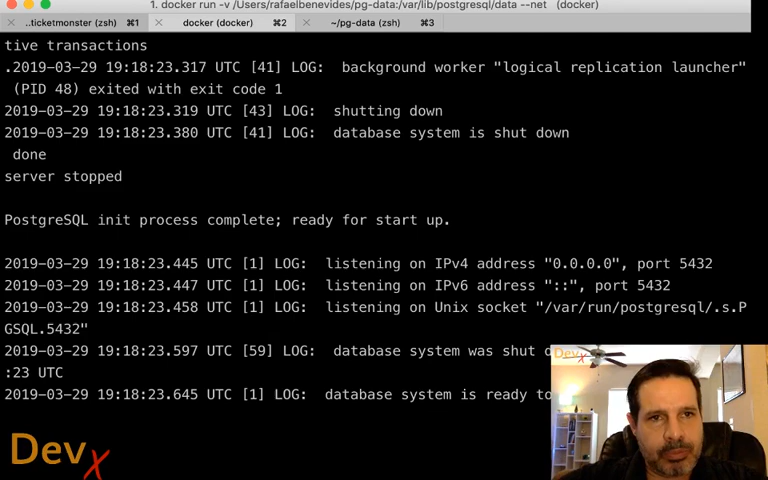 1. docker run -v /Users/rafaelbenevides/pg-data:/var/lib/postgresql/data --net (docker)
..ticketmonster (zsh) ⌘1 docker (docker) ⌘2 ~/pg-data (zsh) ⌘3
tive transactions
.2019-03-29 19:18:23.317 UTC [41] LOG:  background worker "logical replication launcher"
 (PID 48) exited with exit code 1
2019-03-29 19:18:23.319 UTC [43] LOG:  shutting down
2019-03-29 19:18:23.380 UTC [41] LOG:  database system is shut down
 done
server stopped
PostgreSQL init process complete; ready for start up.
2019-03-29 19:18:23.445 UTC [1] LOG:  listening on IPv4 address "0.0.0.0", port 5432
2019-03-29 19:18:23.447 UTC [1] LOG:  listening on IPv6 address "::", port 5432
2019-03-29 19:18:23.458 UTC [1] LOG:  listening on Unix socket "/var/run/postgresql/.s.P
GSQL.5432"
2019-03-29 19:18:23.597 UTC [59] LOG:  database system was shut
:23 UTC
2019-03-29 19:18:23.645 UTC [1] LOG:  database system is ready to
Dev x
Dev x